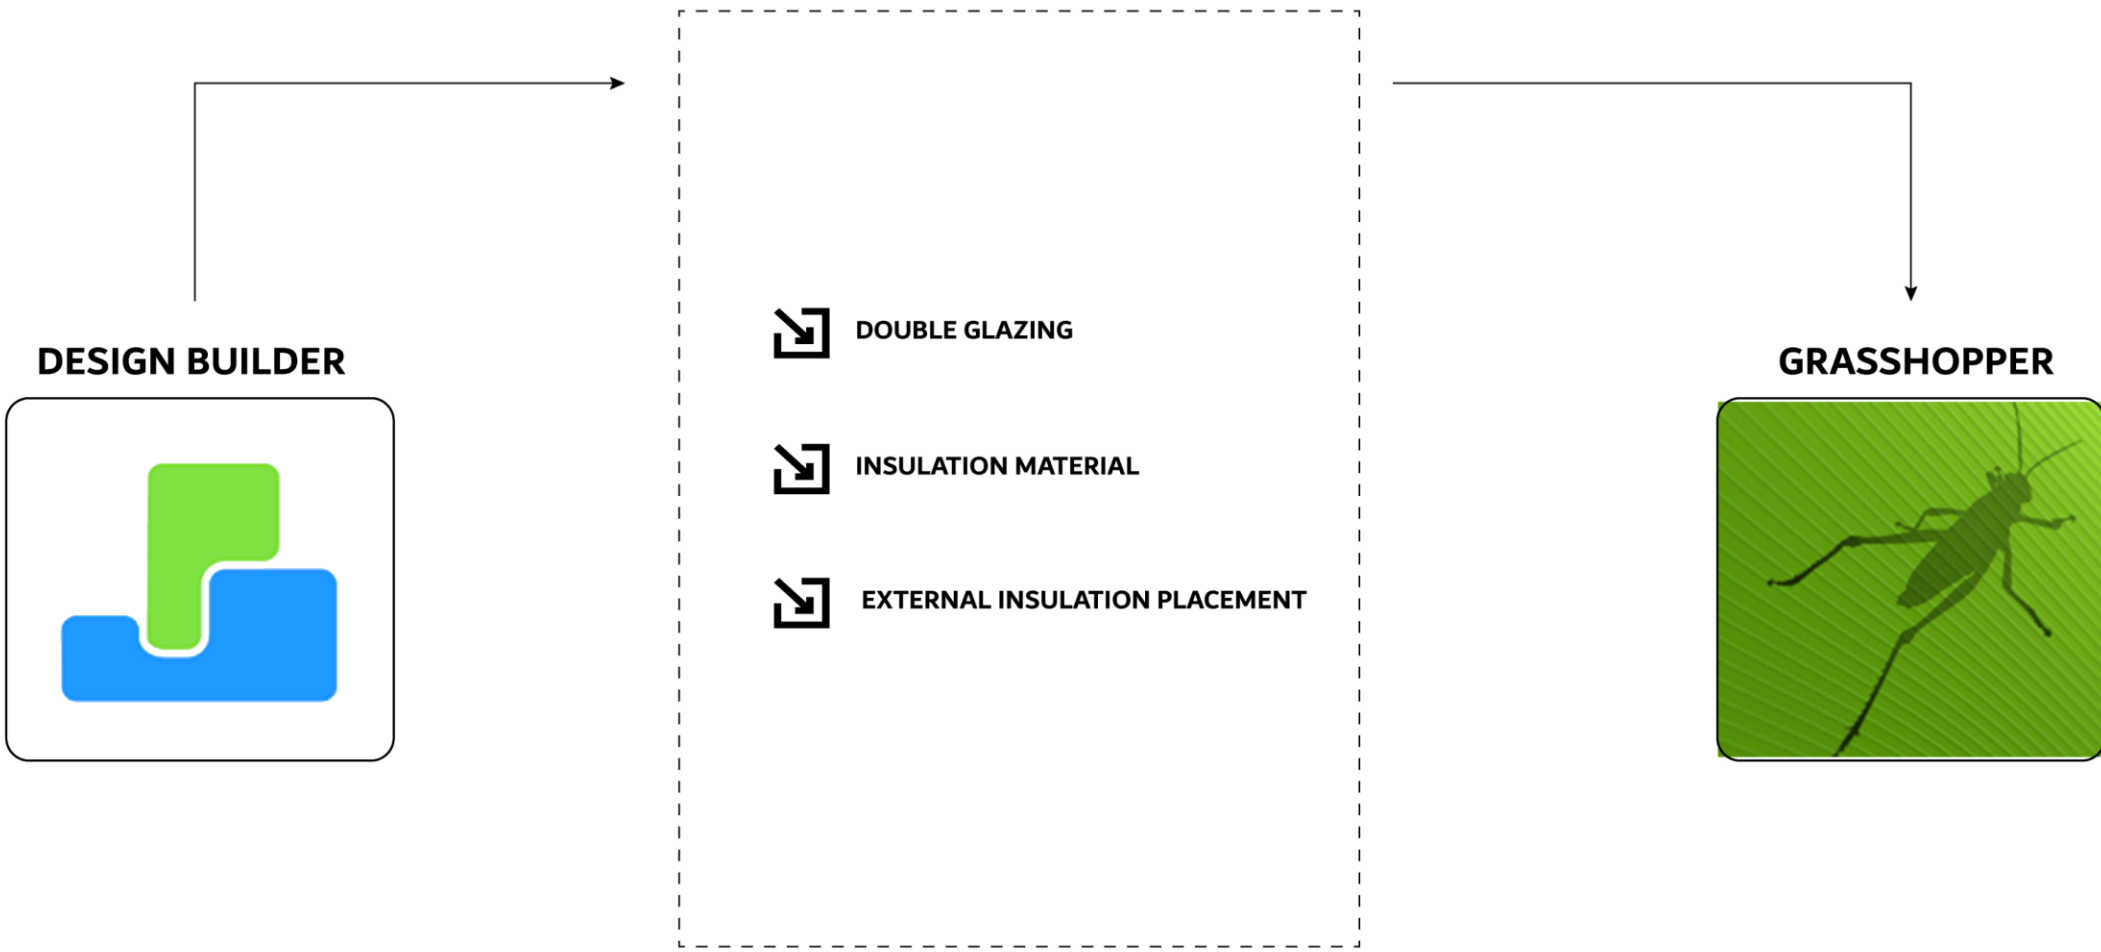 DESIGN BUILDER
DOUBLE GLAZING
INSULATION MATERIAL
EXTERNAL INSULATION PLACEMENT
GRASSHOPPER